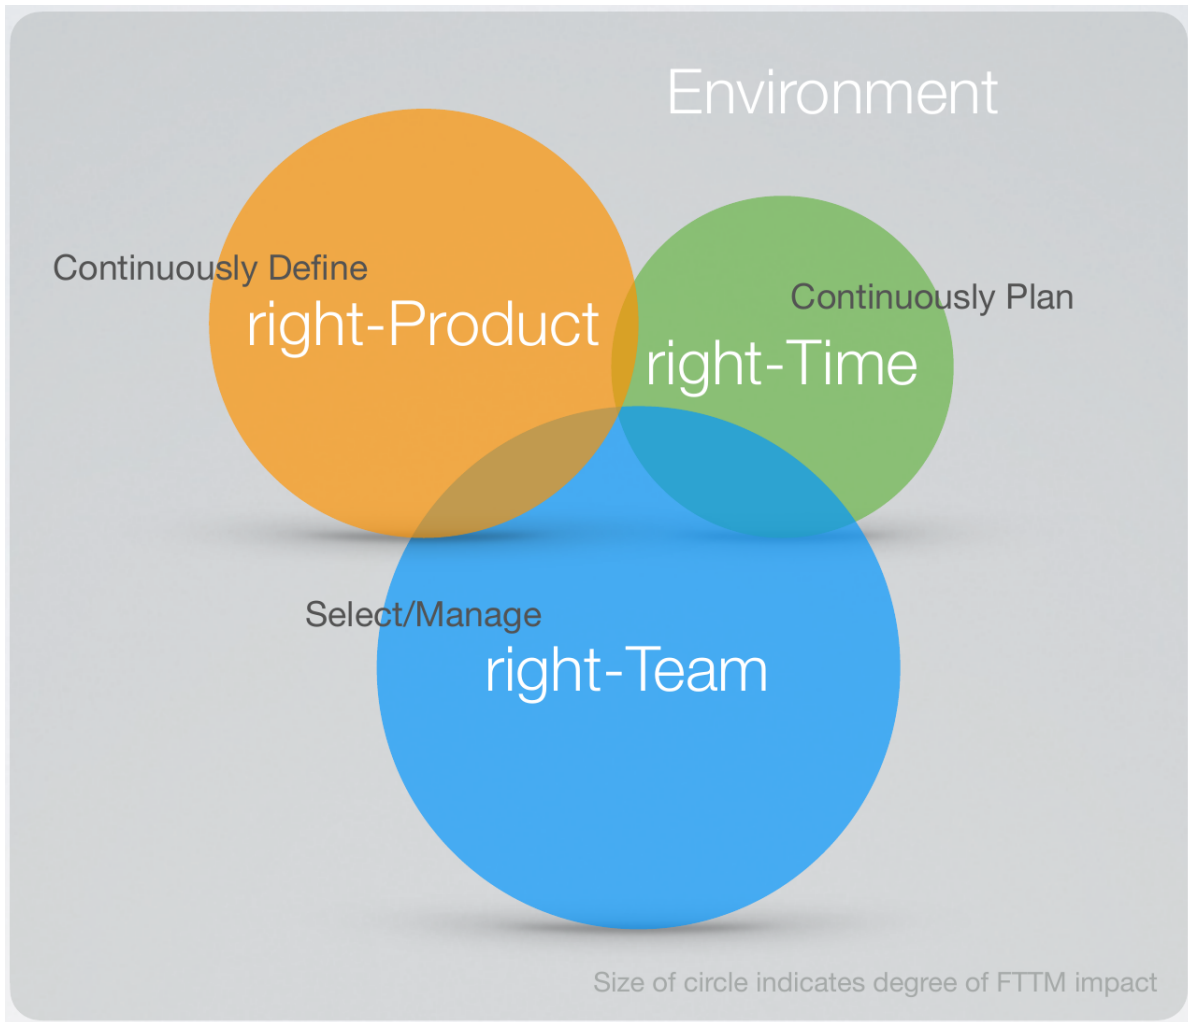 Environment
Continuously Define
right-Product
Continuously Plan
right-Time
Select/Manage
right-Team
Size of circle indicates degree of FTTM impact